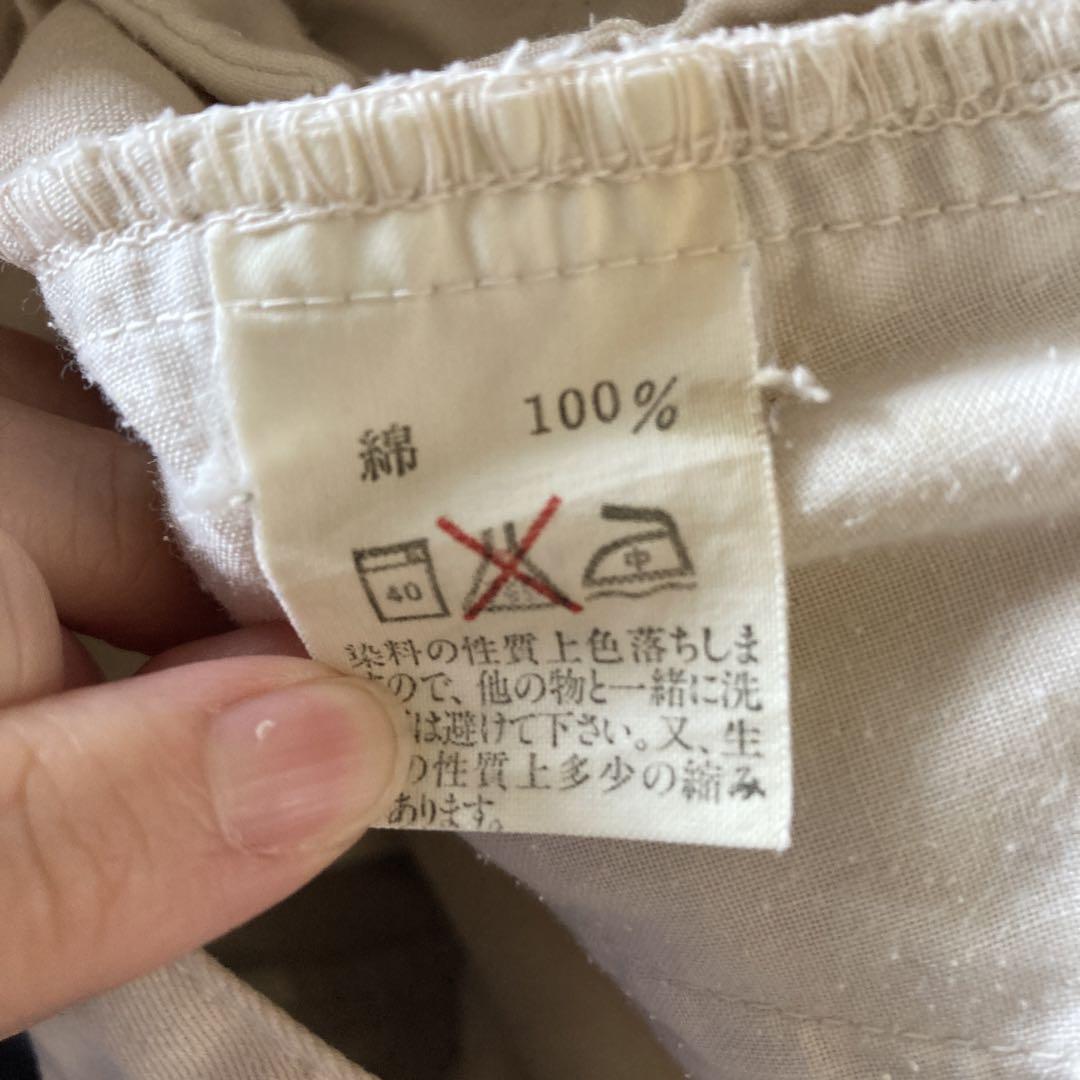 綿 100%
40 中
染料の性質上色落ちしま
ので、他の物と一緒に洗
は避けて下さい。又、生
の性質上多少の縮み
あります。